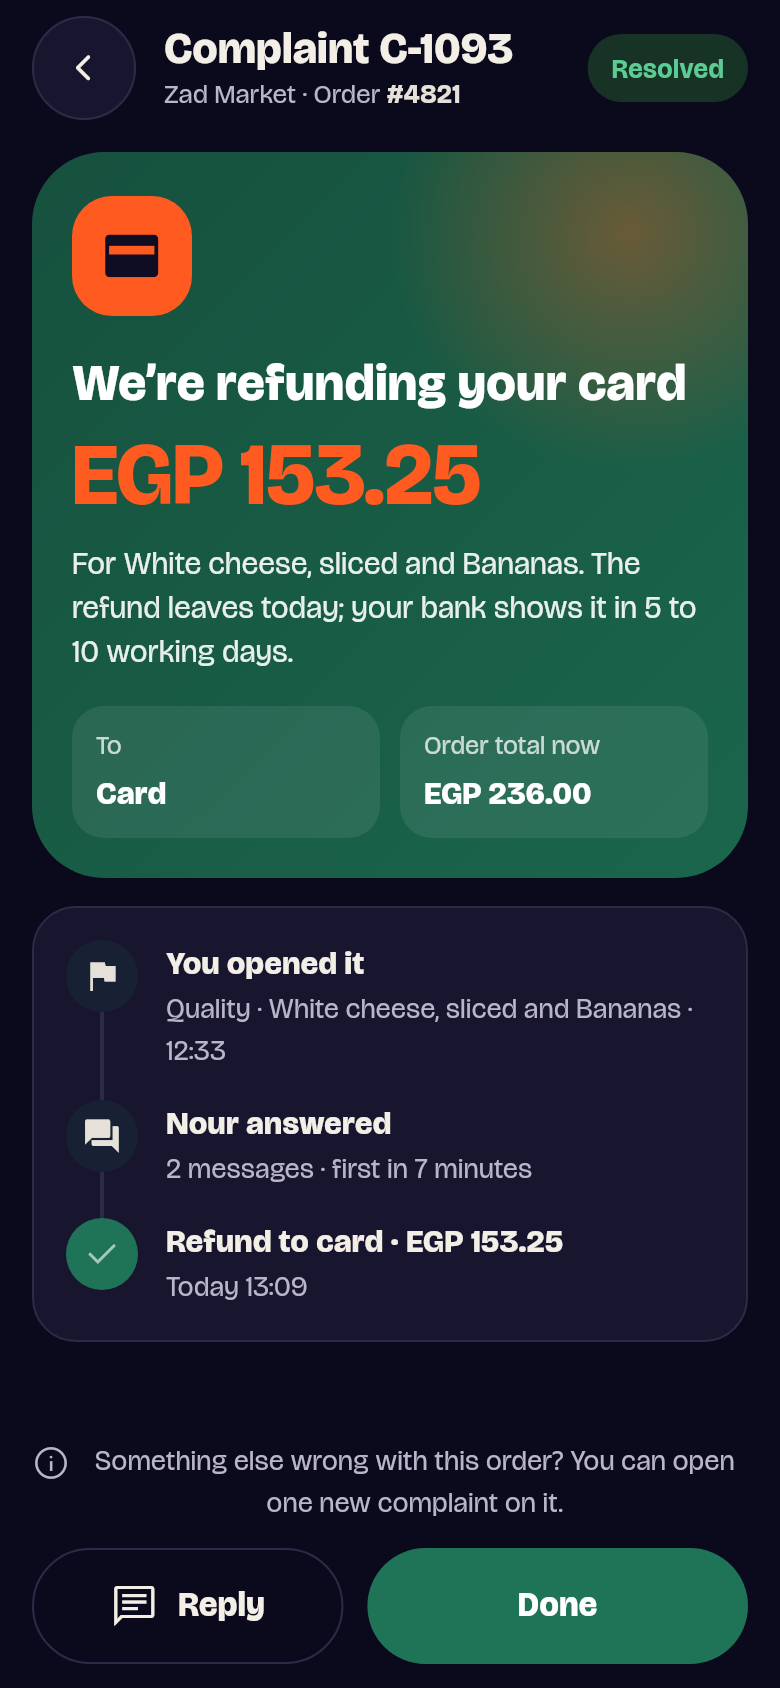 Complaint C-1093
Zad Market · Order #4821
Resolved
We're refunding your card
EGP 153.25
For White cheese, sliced and Bananas. The
refund leaves today; your bank shows it in 5 to
10 working days.
To
Card
Order total now
EGP 236.00
You opened it
Quality · White cheese, sliced and Bananas ·
12:33
Nour answered
2 messages · first in 7 minutes
Refund to card · EGP 153.25
Today 13:09
Something else wrong with this order? You can open
one new complaint on it.
Reply
Done